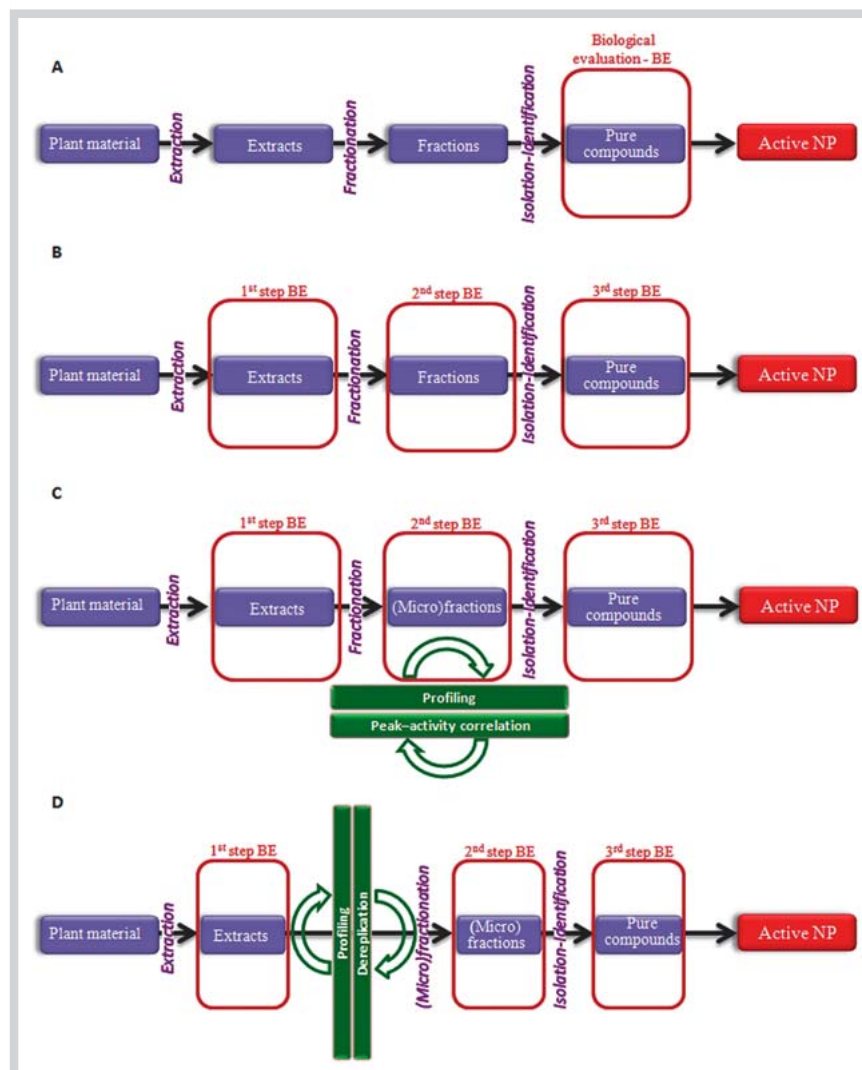 A
Biological
evaluation - BE
Plant material
Extraction
Extracts
Fractionation
Fractions
Isolation-Identification
Pure
compounds
Active NP
B
1st step BE
2nd step BE
3rd step BE
Plant material
Extraction
Extracts
Fractionation
Fractions
Isolation-Identification
Pure
compounds
Active NP
C
1st step BE
2nd step BE
3rd step BE
Plant material
Extraction
Extracts
Fractionation
(Micro)fractions
Isolation-Identification
Pure
compounds
Active NP
Profiling
Peak–activity correlation
D
1st step BE
2nd step BE
3rd step BE
Plant material
Extraction
Extracts
Profiling
Dereplication
(Micro)fractionation
(Micro)
fractions
Isolation-Identification
Pure
compounds
Active NP